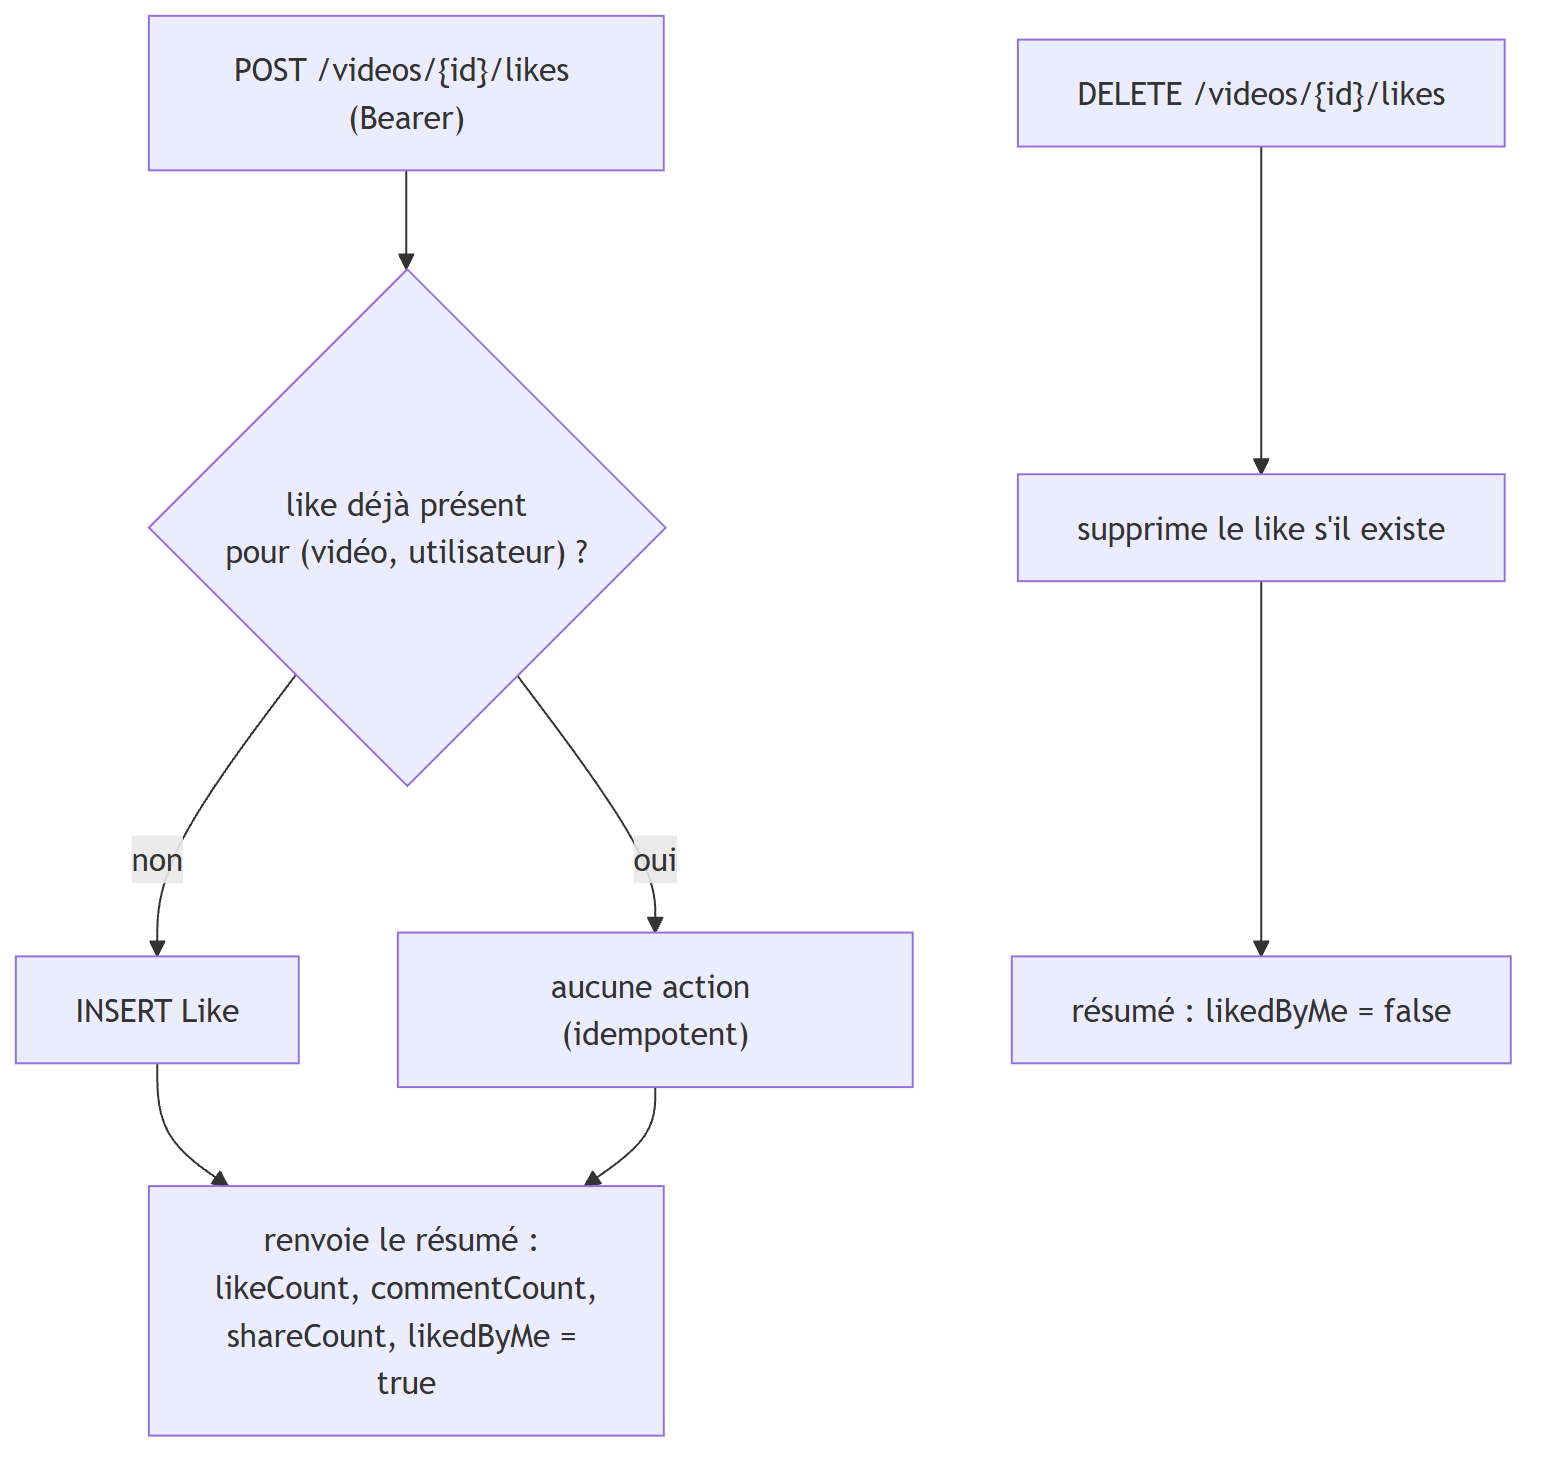 POST /videos/{id}/likes
(Bearer)
like déjà présent
pour (vidéo, utilisateur) ?
non
oui
INSERT Like
aucune action
(idempotent)
renvoie le résumé :
likeCount, commentCount,
shareCount, likedByMe =
true
DELETE /videos/{id}/likes
supprime le like s'il existe
résumé : likedByMe = false